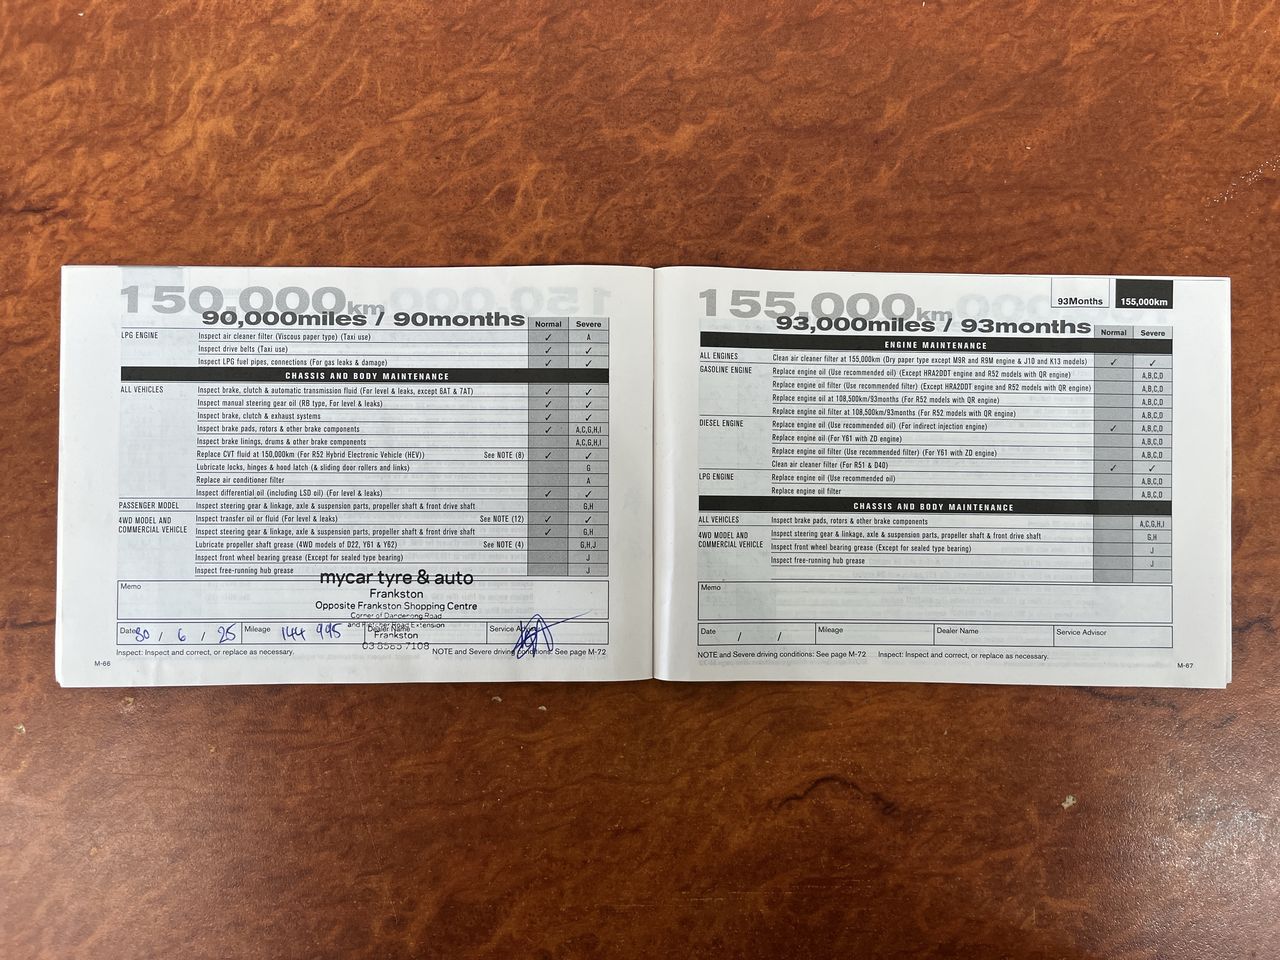 150,000km
90,000miles / 90months
Normal Severe
LPG ENGINE Inspect air cleaner filter (Viscous paper type) (Taxi use) ✓ A
Inspect drive belts (Taxi use) ✓ ✓
Inspect LPG fuel pipes, connections (For gas leaks & damage) ✓ ✓
CHASSIS AND BODY MAINTENANCE
ALL VEHICLES Inspect brake, clutch & automatic transmission fluid (For level & leaks, except 6AT & 7AT) ✓ ✓
Inspect manual steering gear oil (RB type, For level & leaks) ✓ ✓
Inspect brake, clutch & exhaust systems ✓ ✓
Inspect brake pads, rotors & other brake components ✓ A,C,G,H,I
Inspect brake linings, drums & other brake components A,C,G,H,I
Replace CVT fluid at 150,000km (For R52 Hybrid Electronic Vehicle (HEV)) See NOTE (8) ✓ ✓
Lubricate locks, hinges & hood latch (& sliding door rollers and links) G
Replace air conditioner filter A
Inspect differential oil (including LSD oil) (For level & leaks) ✓ ✓
PASSENGER MODEL Inspect steering gear & linkage, axle & suspension parts, propeller shaft & front drive shaft G,H
4WD MODEL AND COMMERCIAL VEHICLE Inspect transfer oil or fluid (For level & leaks) See NOTE (12) ✓ ✓
Inspect steering gear & linkage, axle & suspension parts, propeller shaft & front drive shaft ✓ G,H
Lubricate propeller shaft grease (4WD models of D22, Y61 & Y62) See NOTE (4) G,H,J
Inspect front wheel bearing grease (Except for sealed type bearing) J
Inspect free-running hub grease J
Memo
mycar tyre & auto
Frankston
Opposite Frankston Shopping Centre
Corner of Dandenong Road
and Fletcher Road Extension
Frankston
03 8585 7108
Date 30 / 6 / 25 Mileage 144 995 Dealer Name Service Advisor
Inspect: Inspect and correct, or replace as necessary. NOTE and Severe driving conditions: See page M-72
M-66
155,000km
93,000miles / 93months
93Months 155,000km
Normal Severe
ENGINE MAINTENANCE
ALL ENGINES Clean air cleaner filter at 155,000km (Dry paper type except M9R and R9M engine & J10 and K13 models) ✓ ✓
GASOLINE ENGINE Replace engine oil (Use recommended oil) (Except HRA2DDT engine and R52 models with QR engine) A,B,C,D
Replace engine oil filter (Use recommended filter) (Except HRA2DDT engine and R52 models with QR engine) A,B,C,D
Replace engine oil at 108,500km/93months (For R52 models with QR engine) A,B,C,D
Replace engine oil filter at 108,500km/93months (For R52 models with QR engine) A,B,C,D
DIESEL ENGINE Replace engine oil (Use recommended oil) (For indirect injection engine) ✓ A,B,C,D
Replace engine oil (For Y61 with ZD engine) A,B,C,D
Replace engine oil filter (Use recommended filter) (For Y61 with ZD engine) A,B,C,D
Clean air cleaner filter (For R51 & D40) ✓ ✓
LPG ENGINE Replace engine oil (Use recommended oil) A,B,C,D
Replace engine oil filter A,B,C,D
CHASSIS AND BODY MAINTENANCE
ALL VEHICLES Inspect brake pads, rotors & other brake components A,C,G,H,I
4WD MODEL AND COMMERCIAL VEHICLE Inspect steering gear & linkage, axle & suspension parts, propeller shaft & front drive shaft G,H
Inspect front wheel bearing grease (Except for sealed type bearing) J
Inspect free-running hub grease J
Memo
Date / / Mileage Dealer Name Service Advisor
NOTE and Severe driving conditions: See page M-72 Inspect: Inspect and correct, or replace as necessary.
M-67